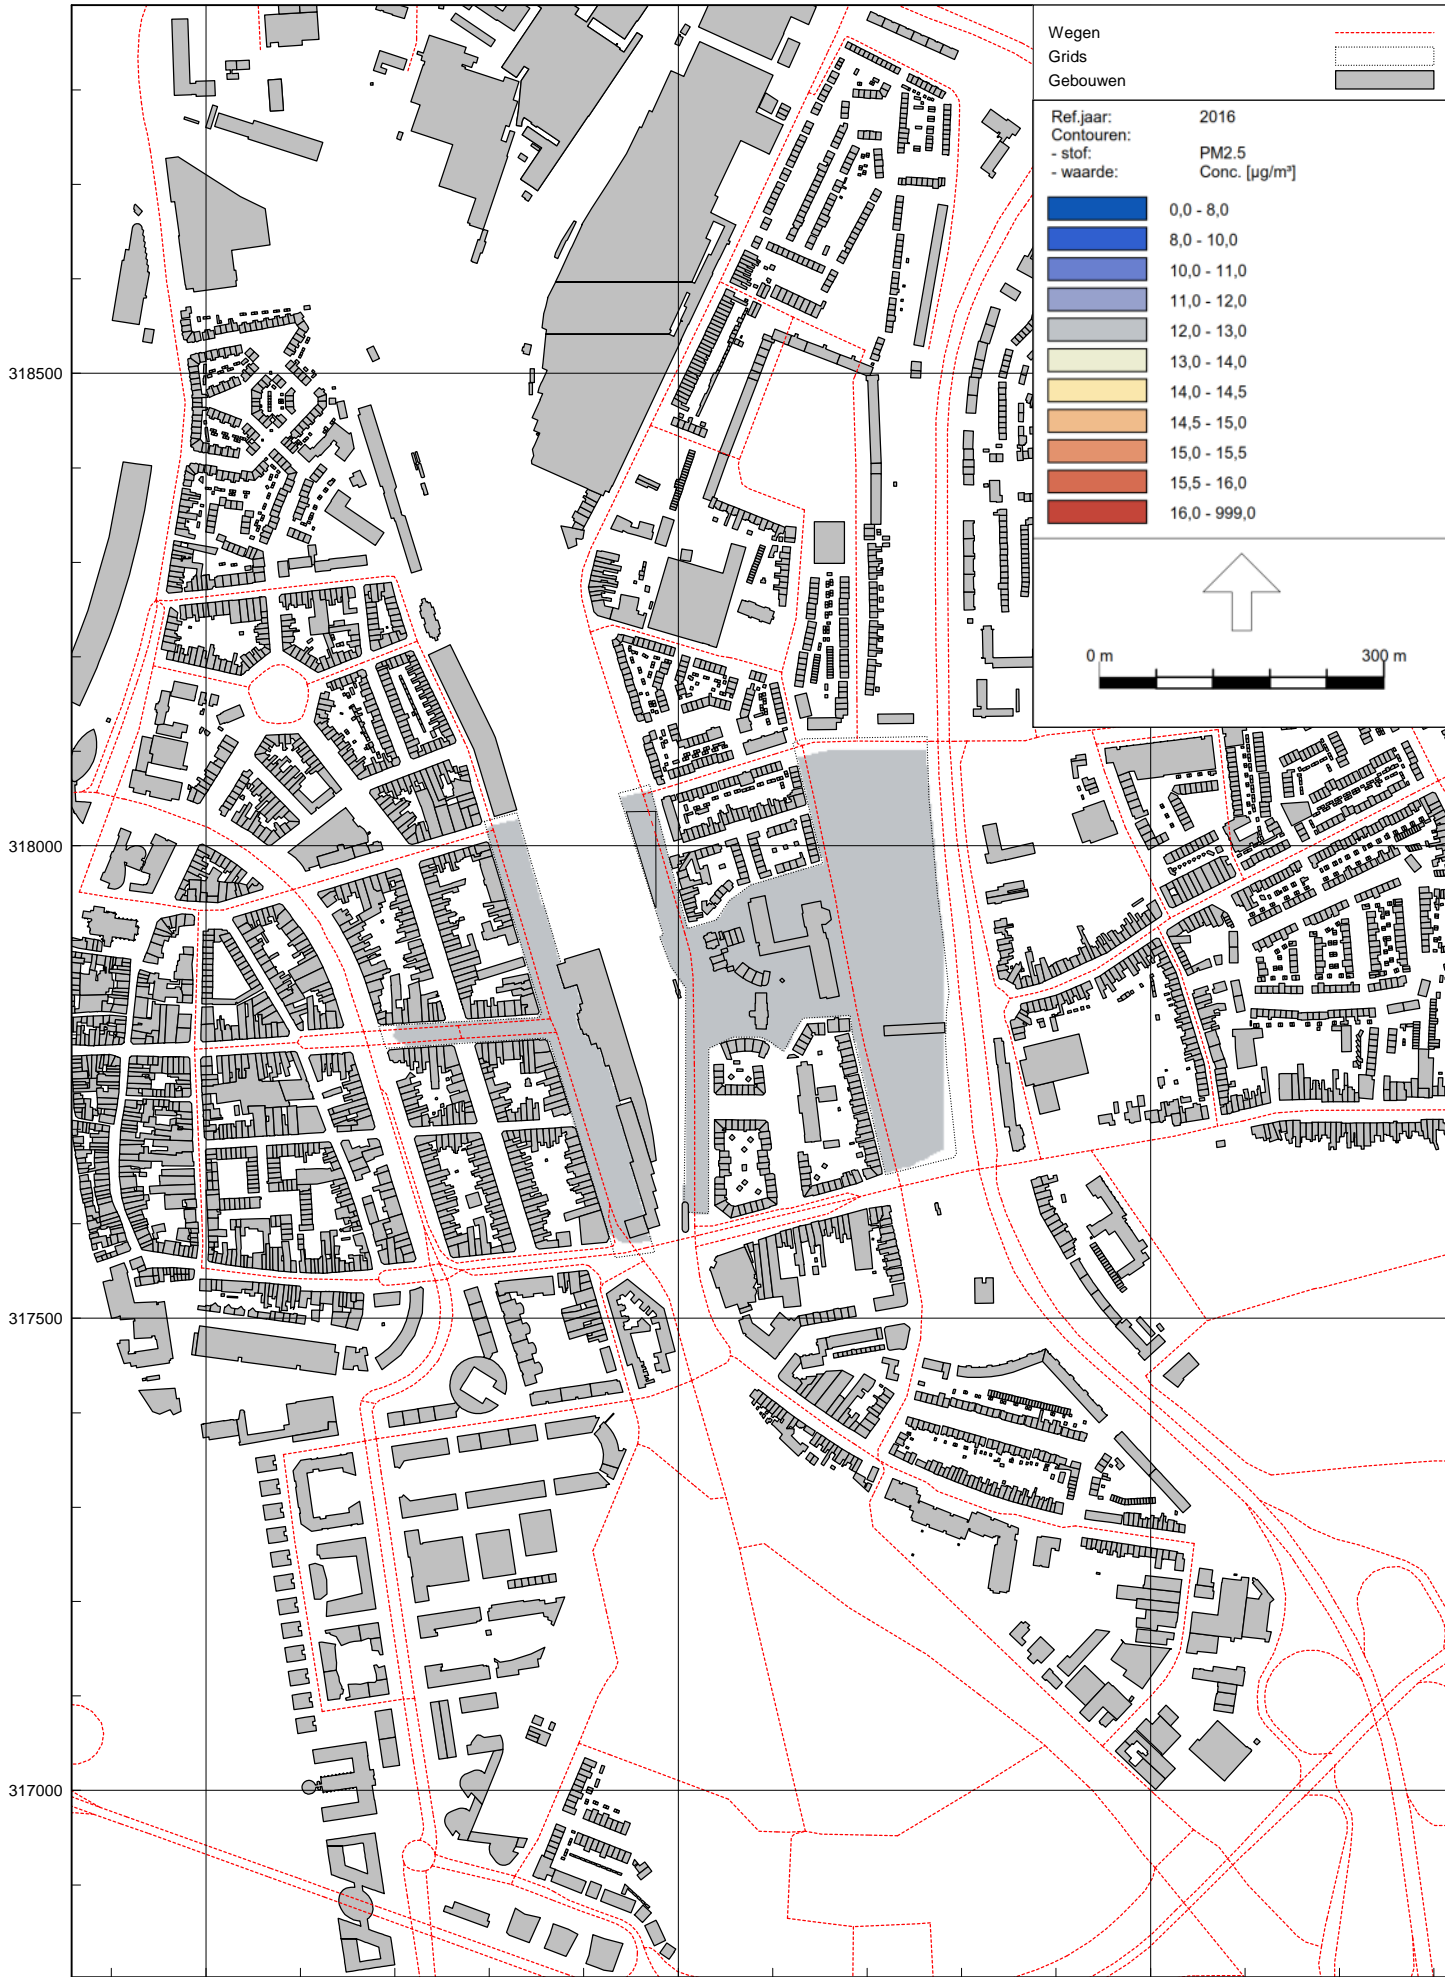 Wegen
Grids
Gebouwen
Ref.jaar: 2016
Contouren:
- stof: PM2.5
- waarde: Conc. [µg/m³]
0,0 - 8,0
8,0 - 10,0
10,0 - 11,0
11,0 - 12,0
12,0 - 13,0
13,0 - 14,0
14,0 - 14,5
14,5 - 15,0
15,0 - 15,5
15,5 - 16,0
16,0 - 999,0
0 m 300 m
318500
318000
317500
317000